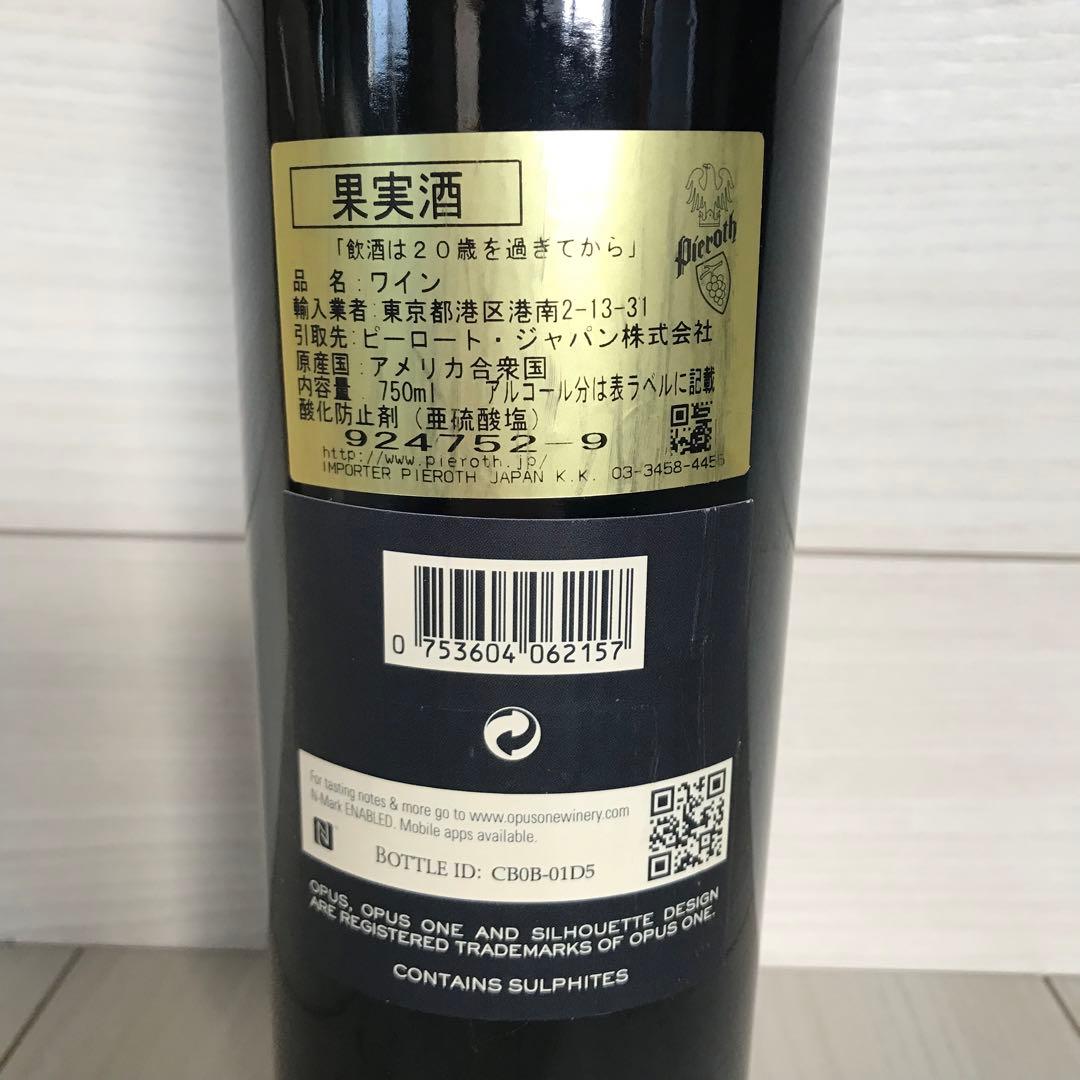 果実酒
「飲酒は20歳を過ぎてから」
Pieroth
品 名:ワイン
輸入業者:東京都港区港南2-13-31
引取先:ピーロート・ジャパン株式会社
原産国:アメリカ合衆国
内容量 750ml アルコール分は表ラベルに記載
酸化防止剤(亜硫酸塩)
924752-9
http://www.pieroth.jp/
IMPORTER PIEROTH JAPAN K.K. 03-3458-4455
0 753604 062157
For tasting notes & more go to www.opusonewinery.com
N-Mark ENABLED. Mobile apps available.
BOTTLE ID: CB0B-01D5
OPUS, OPUS ONE AND SILHOUETTE DESIGN
ARE REGISTERED TRADEMARKS OF OPUS ONE.
CONTAINS SULPHITES